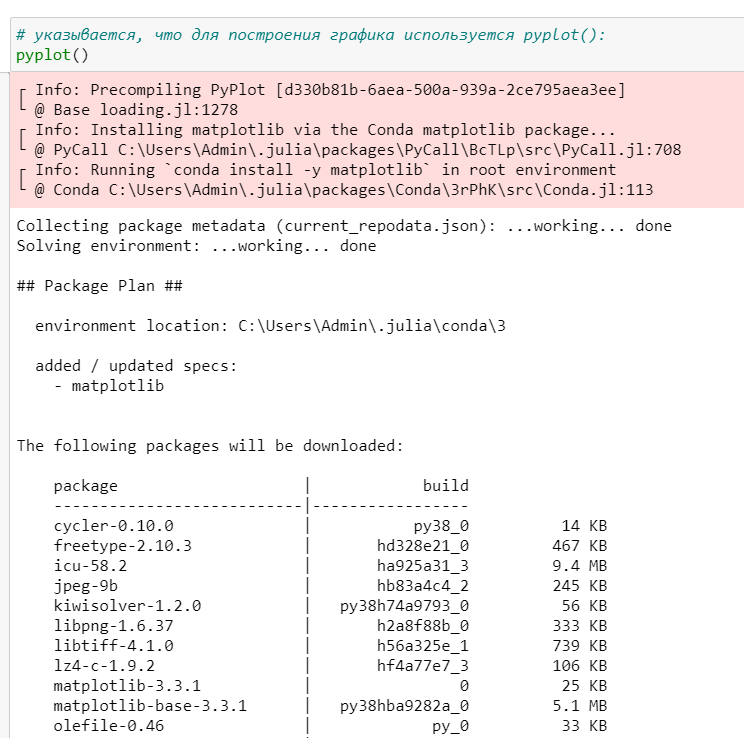 # указывается, что для построения графика используется pyplot():
pyplot()
┌ Info: Precompiling PyPlot [d330b81b-6aea-500a-939a-2ce795aea3ee]
└ @ Base loading.jl:1278
┌ Info: Installing matplotlib via the Conda matplotlib package...
└ @ PyCall C:\Users\Admin\.julia\packages\PyCall\BcTLp\src\PyCall.jl:708
┌ Info: Running `conda install -y matplotlib` in root environment
└ @ Conda C:\Users\Admin\.julia\packages\Conda\3rPhK\src\Conda.jl:113
Collecting package metadata (current_repodata.json): ...working... done
Solving environment: ...working... done
## Package Plan ##
environment location: C:\Users\Admin\.julia\conda\3
added / updated specs:
- matplotlib
The following packages will be downloaded:
package | build
---------------------------|-----------------
cycler-0.10.0 | py38_0 14 KB
freetype-2.10.3 | hd328e21_0 467 KB
icu-58.2 | ha925a31_3 9.4 MB
jpeg-9b | hb83a4c4_2 245 KB
kiwisolver-1.2.0 | py38h74a9793_0 56 KB
libpng-1.6.37 | h2a8f88b_0 333 KB
libtiff-4.1.0 | h56a325e_1 739 KB
lz4-c-1.9.2 | hf4a77e7_3 106 KB
matplotlib-3.3.1 | 0 25 KB
matplotlib-base-3.3.1 | py38hba9282a_0 5.1 MB
olefile-0.46 | py_0 33 KB